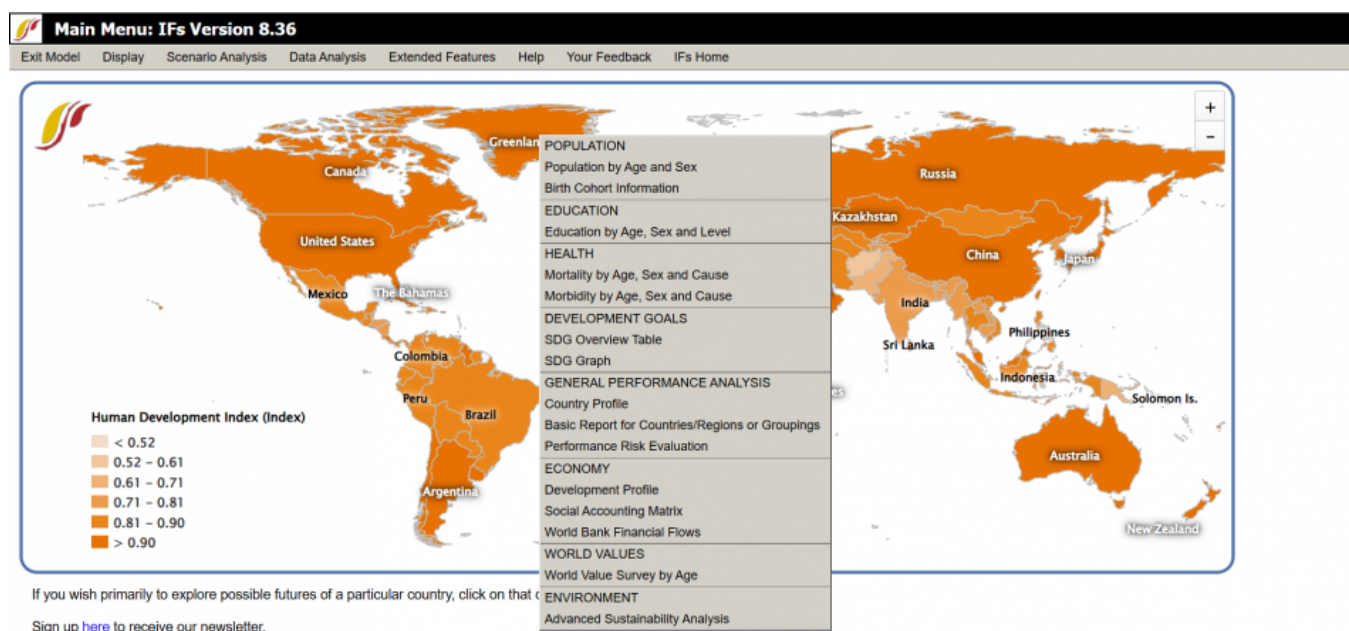 Main Menu: IFs Version 8.36
Exit Model Display Scenario Analysis Data Analysis Extended Features Help Your Feedback IFs Home
+
-
Greenlan
Canada
Russia
United States
Kazakhstan
China
Japan
Mexico
The Bahamas
India
Philippines
Sri Lanka
Colombia
Indonesia
Peru
Brazil
es
Solomon Is.
Australia
Argentina
New Zealand
Human Development Index (Index)
< 0.52
0.52 – 0.61
0.61 – 0.71
0.71 – 0.81
0.81 – 0.90
> 0.90
POPULATION
Population by Age and Sex
Birth Cohort Information
EDUCATION
Education by Age, Sex and Level
HEALTH
Mortality by Age, Sex and Cause
Morbidity by Age, Sex and Cause
DEVELOPMENT GOALS
SDG Overview Table
SDG Graph
GENERAL PERFORMANCE ANALYSIS
Country Profile
Basic Report for Countries/Regions or Groupings
Performance Risk Evaluation
ECONOMY
Development Profile
Social Accounting Matrix
World Bank Financial Flows
WORLD VALUES
World Value Survey by Age
ENVIRONMENT
Advanced Sustainability Analysis
If you wish primarily to explore possible futures of a particular country, click on that
Sign up here to receive our newsletter.